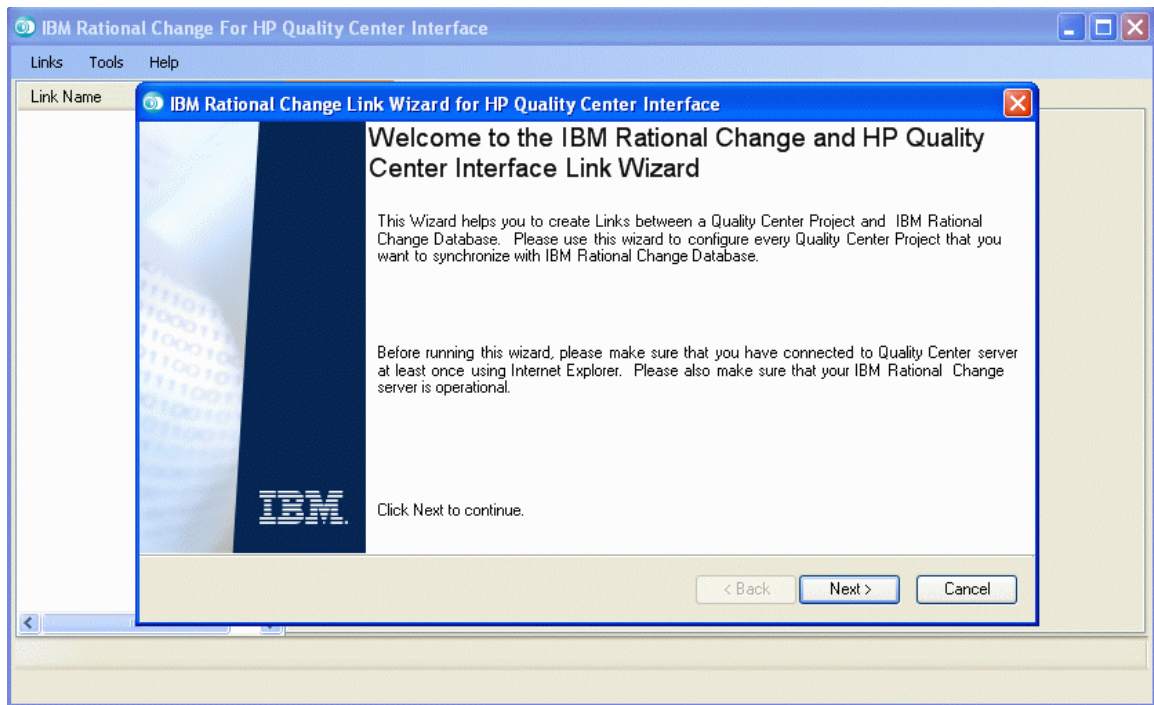 IBM Rational Change For HP Quality Center Interface
Links Tools Help
Link Name
IBM Rational Change Link Wizard for HP Quality Center Interface
Welcome to the IBM Rational Change and HP Quality
Center Interface Link Wizard
This Wizard helps you to create Links between a Quality Center Project and IBM Rational
Change Database. Please use this wizard to configure every Quality Center Project that you
want to synchronize with IBM Rational Change Database.
Before running this wizard, please make sure that you have connected to Quality Center server
at least once using Internet Explorer. Please also make sure that your IBM Rational Change
server is operational.
IBM.
Click Next to continue.
< Back Next > Cancel